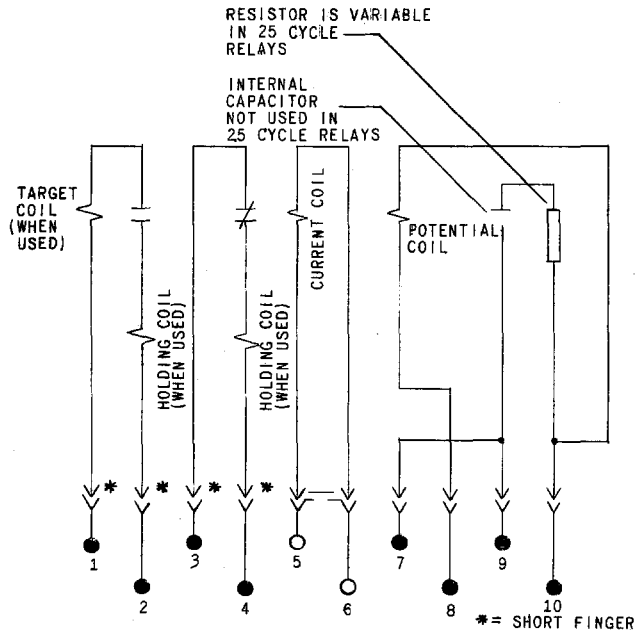 RESISTOR IS VARIABLE
IN 25 CYCLE
RELAYS
INTERNAL
CAPACITOR
NOT USED IN
25 CYCLE RELAYS
TARGET
COIL
(WHEN
USED)
HOLDING COIL
(WHEN USED)
HOLDING COIL
(WHEN USED)
CURRENT COIL
POTENTIAL
COIL
* * * *
1 3 5 7 9
2 4 6 8 10
*= SHORT FINGER